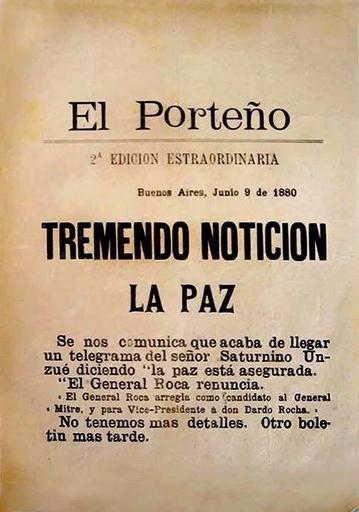 El Porteño
2ª EDICION ESTRAORDINARIA
Buenos Aires, Junio 9 de 1880
TREMENDO NOTICION
LA PAZ
Se nos comunica que acaba de llegar
un telegrama del señor Saturnino Un-
zué diciendo "la paz está asegurada.
"El General Roca renuncia.
« El General Roca arregla como candidato al General
« Mitre, y para Vice-Presidente á don Dardo Rocha. »
No tenemos mas detalles. Otro bole-
tin mas tarde.